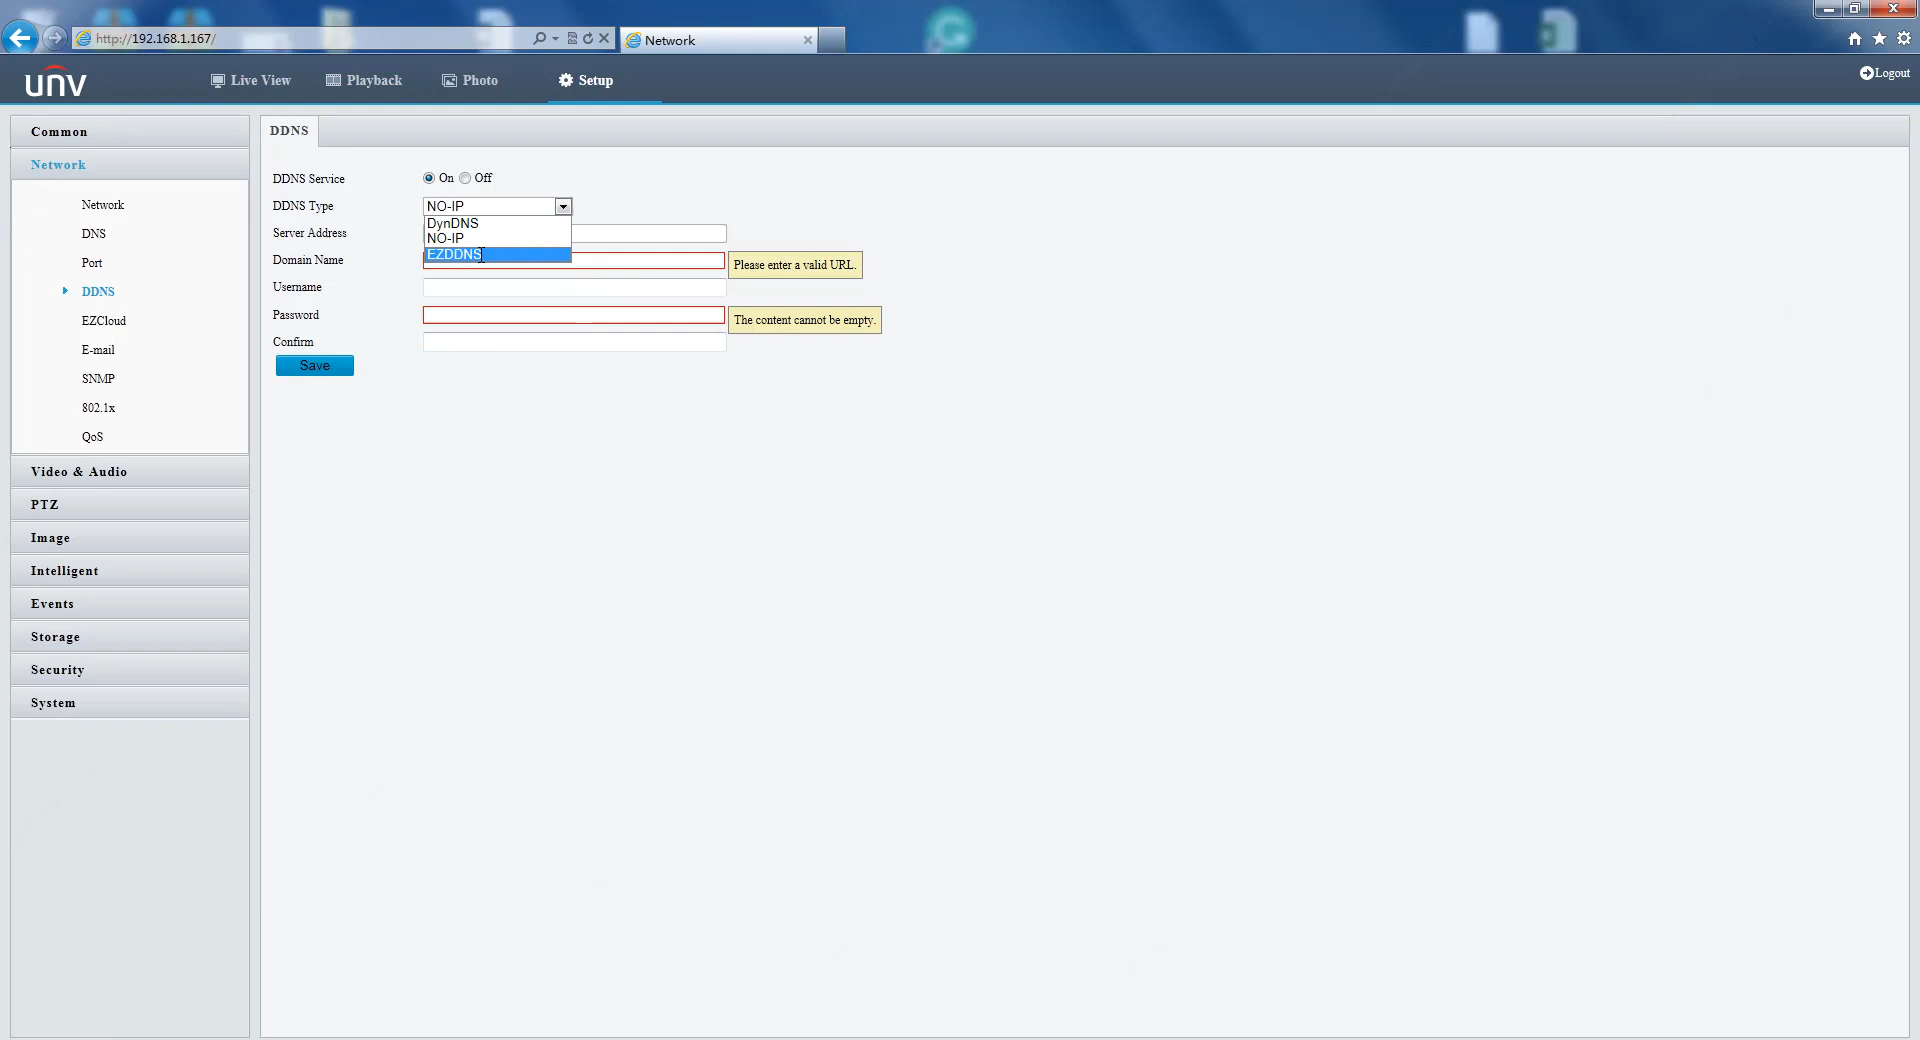 http://192.168.1.167/
Network
unv
Live View
Playback
Photo
Setup
Logout
Common
Network
Network
DNS
Port
DDNS
EZCloud
E-mail
SNMP
802.1x
QoS
Video & Audio
PTZ
Image
Intelligent
Events
Storage
Security
System
DDNS
DDNS Service On Off
DDNS Type NO-IP
DynDNS
NO-IP
EZDDNS
Server Address
Domain Name Please enter a valid URL.
Username
Password The content cannot be empty.
Confirm
Save